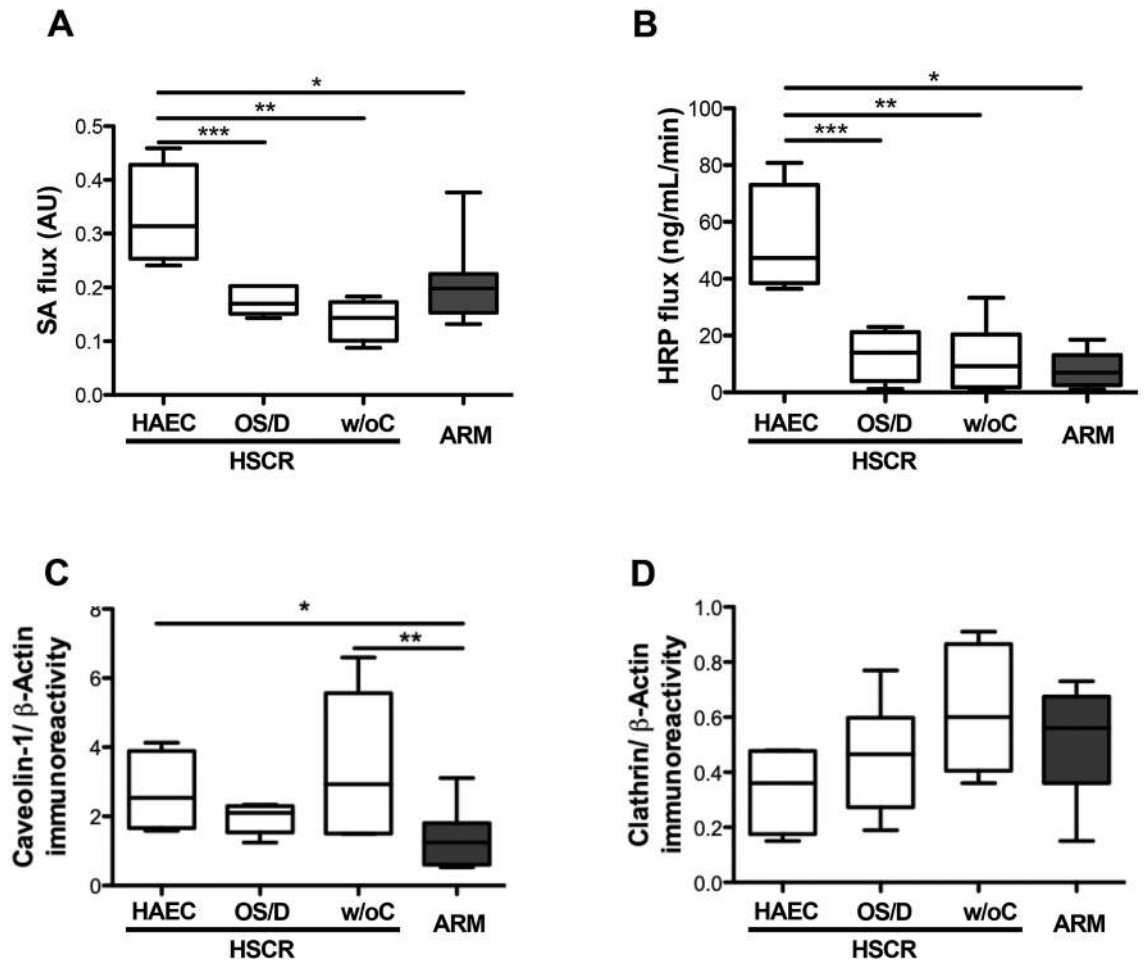 A
*
**
***
SA flux (AU)
0.5
0.4
0.3
0.2
0.1
0.0
HAEC OS/D w/oC ARM
HSCR
B
*
**
***
HRP flux (ng/mL/min)
100
80
60
40
20
0
HAEC OS/D w/oC ARM
HSCR
C
*
**
Caveolin-1/ β-Actin
immunoreactivity
8
6
4
2
0
HAEC OS/D w/oC ARM
HSCR
D
Clathrin/ β-Actin
immunoreactivity
1.0
0.8
0.6
0.4
0.2
0.0
HAEC OS/D w/oC ARM
HSCR